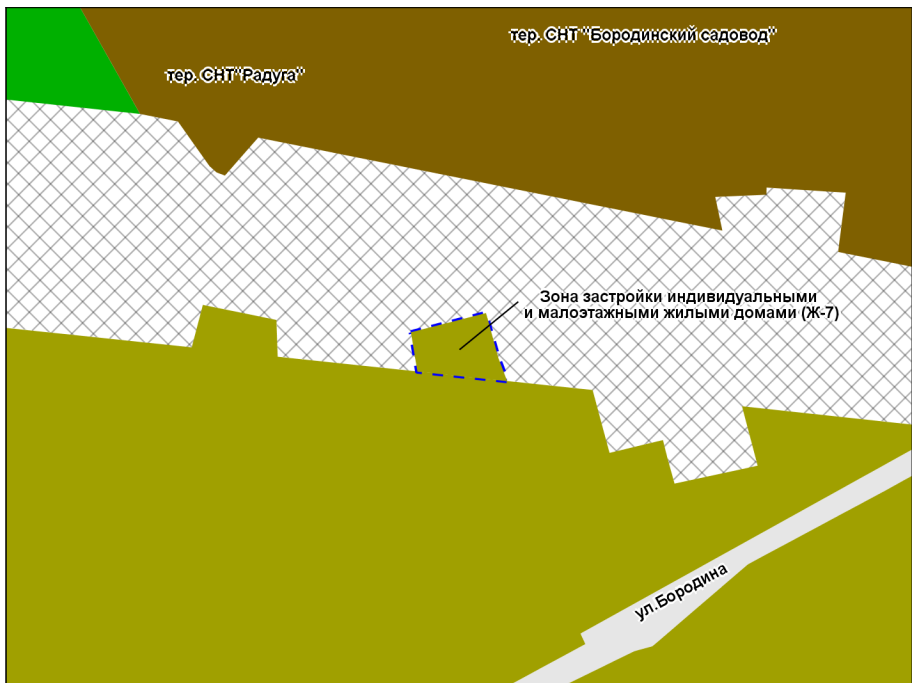 тер. СНТ "Бородинский садовод"
тер. СНТ"Радуга"
Зона застройки индивидуальными
и малоэтажными жилыми домами (Ж-7)
ул.Бородина